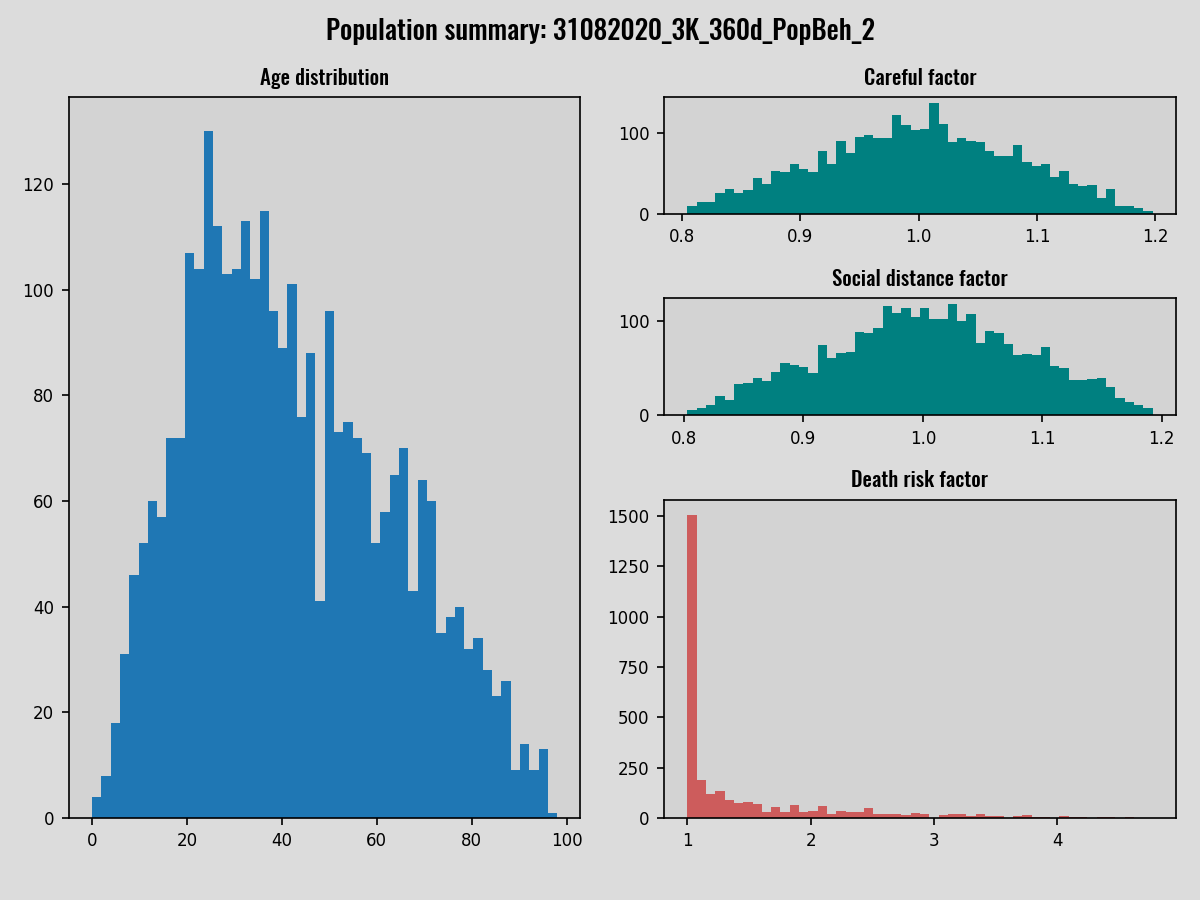 Population summary: 31082020_3K_360d_PopBeh_2
Age distribution
120
100
80
60
40
20
0
0 20 40 60 80 100
Careful factor
100
0
0.8 0.9 1.0 1.1 1.2
Social distance factor
100
0
0.8 0.9 1.0 1.1 1.2
Death risk factor
1500
1250
1000
750
500
250
0
1 2 3 4